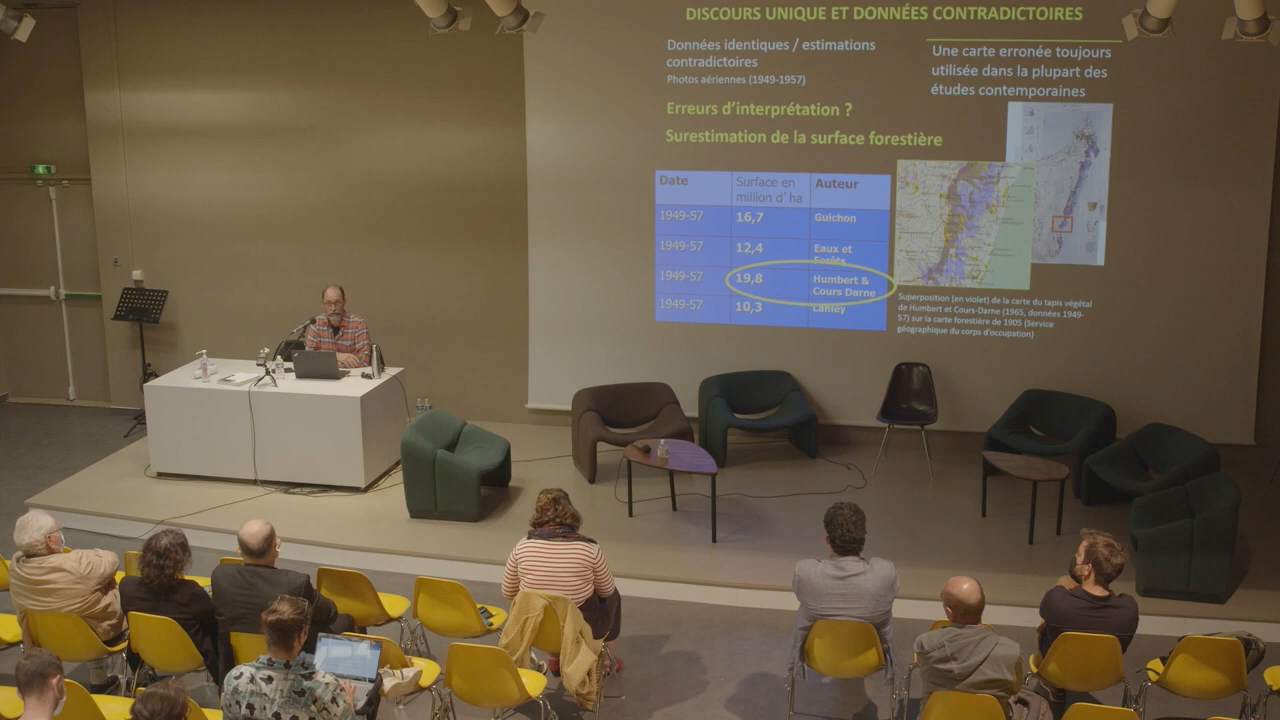 DISCOURS UNIQUE ET DONNÉES CONTRADICTOIRES
Données identiques / estimations
contradictoires
Photos aériennes (1949-1957)
Erreurs d'interprétation ?
Surestimation de la surface forestière
Une carte erronée toujours
utilisée dans la plupart des
études contemporaines
Date Surface en million d'ha Auteur
1949-57 16,7 Guichon
1949-57 12,4 Eaux et Forêts
1949-57 19,8 Humbert & Cours Darne
1949-57 10,3 Lanley
Superposition (en violet) de la carte du tapis végétal
de Humbert et Cours-Darne (1965, données 1949-
57) sur la carte forestière de 1905 (Service
géographique du corps d'occupation)